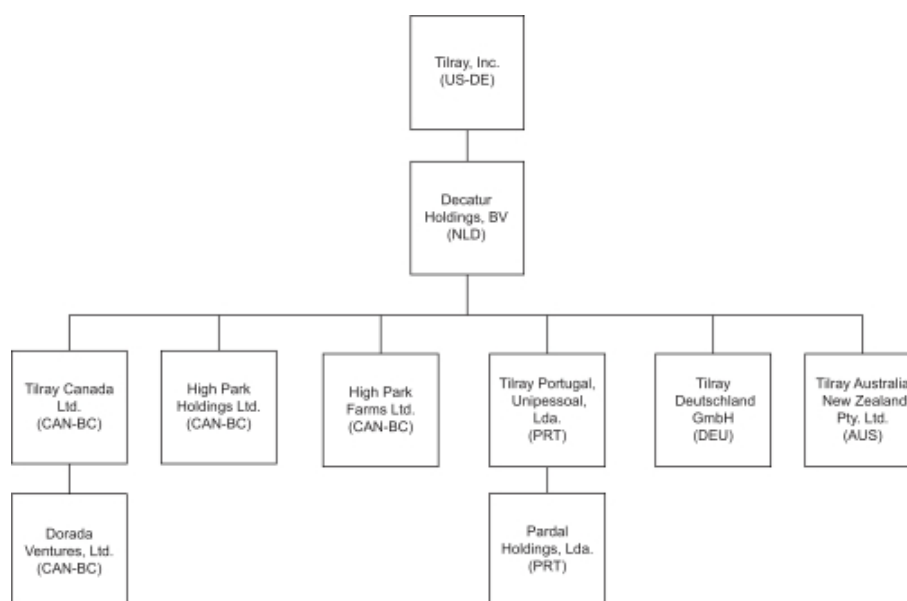 Tilray, Inc.
(US-DE)
Decatur
Holdings, BV
(NLD)
Tilray Canada
Ltd.
(CAN-BC)
High Park
Holdings Ltd.
(CAN-BC)
High Park
Farms Ltd.
(CAN-BC)
Tilray Portugal,
Unipessoal,
Lda.
(PRT)
Tilray
Deutschland
GmbH
(DEU)
Tilray Australia
New Zealand
Pty. Ltd.
(AUS)
Dorada
Ventures, Ltd.
(CAN-BC)
Pardal
Holdings, Lda.
(PRT)